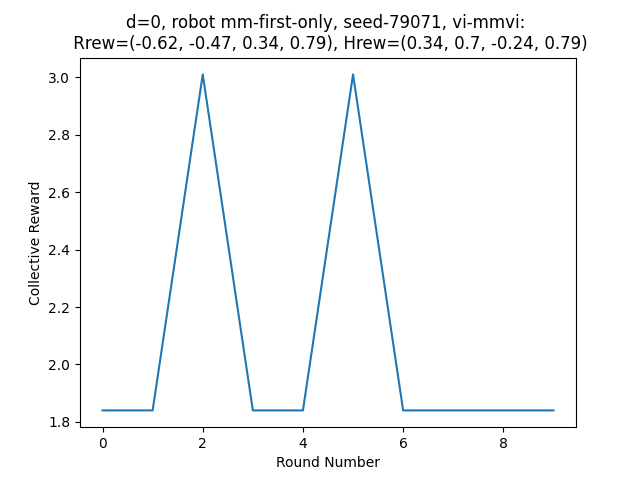 d=0, robot mm-first-only, seed-79071, vi-mmvi:
Rrew=(-0.62, -0.47, 0.34, 0.79), Hrew=(0.34, 0.7, -0.24, 0.79)
3.0
2.8
2.6
2.4
2.2
2.0
1.8
Collective Reward
0 2 4 6 8
Round Number